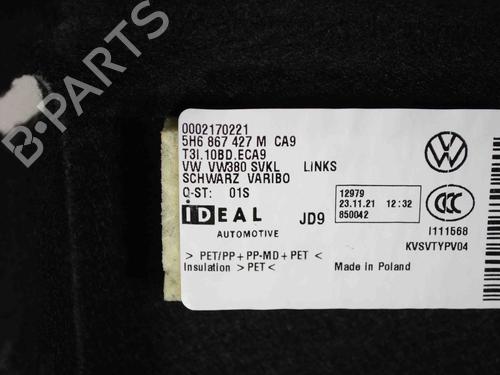 0002170221
5H6 867 427 M CA9
T3I.10BD.ECA9
VW VW380 SVKL LINKS
SCHWARZ VARIBO
Q-ST: 01S
12979
23.11.21 12:32
850042
IDEAL
AUTOMOTIVE
JD9
I111568
KVSVTYPV04
> PET/PP + PP-MD + PET <
Insulation > PET <
Made in Poland